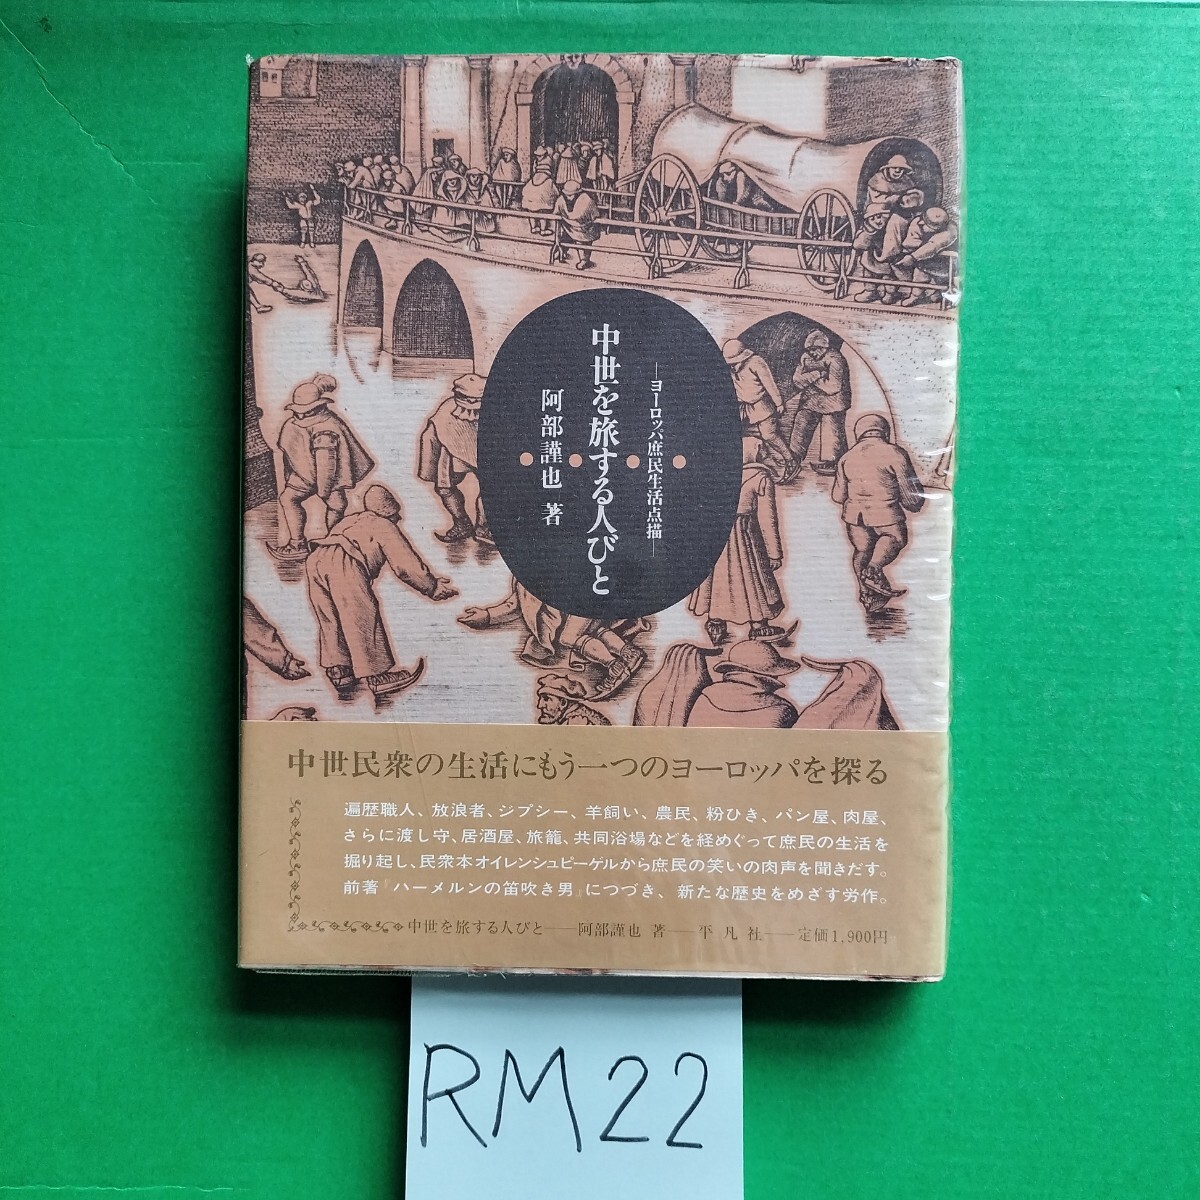 ―ヨーロッパ庶民生活点描―
中世を旅する人びと
阿部謹也 著
中世民衆の生活にもう一つのヨーロッパを探る
遍歴職人、放浪者、ジプシー、羊飼い、農民、粉ひき、パン屋、肉屋、
さらに渡し守、居酒屋、旅籠、共同浴場などを経めぐって庶民の生活を
掘り起し、民衆本オイレンシュピーゲルから庶民の笑いの肉声を聞きだす。
前著『ハーメルンの笛吹き男』につづき、新たな歴史をめざす労作。
中世を旅する人びと――阿部謹也 著――平凡社――定価1,900円
RM22